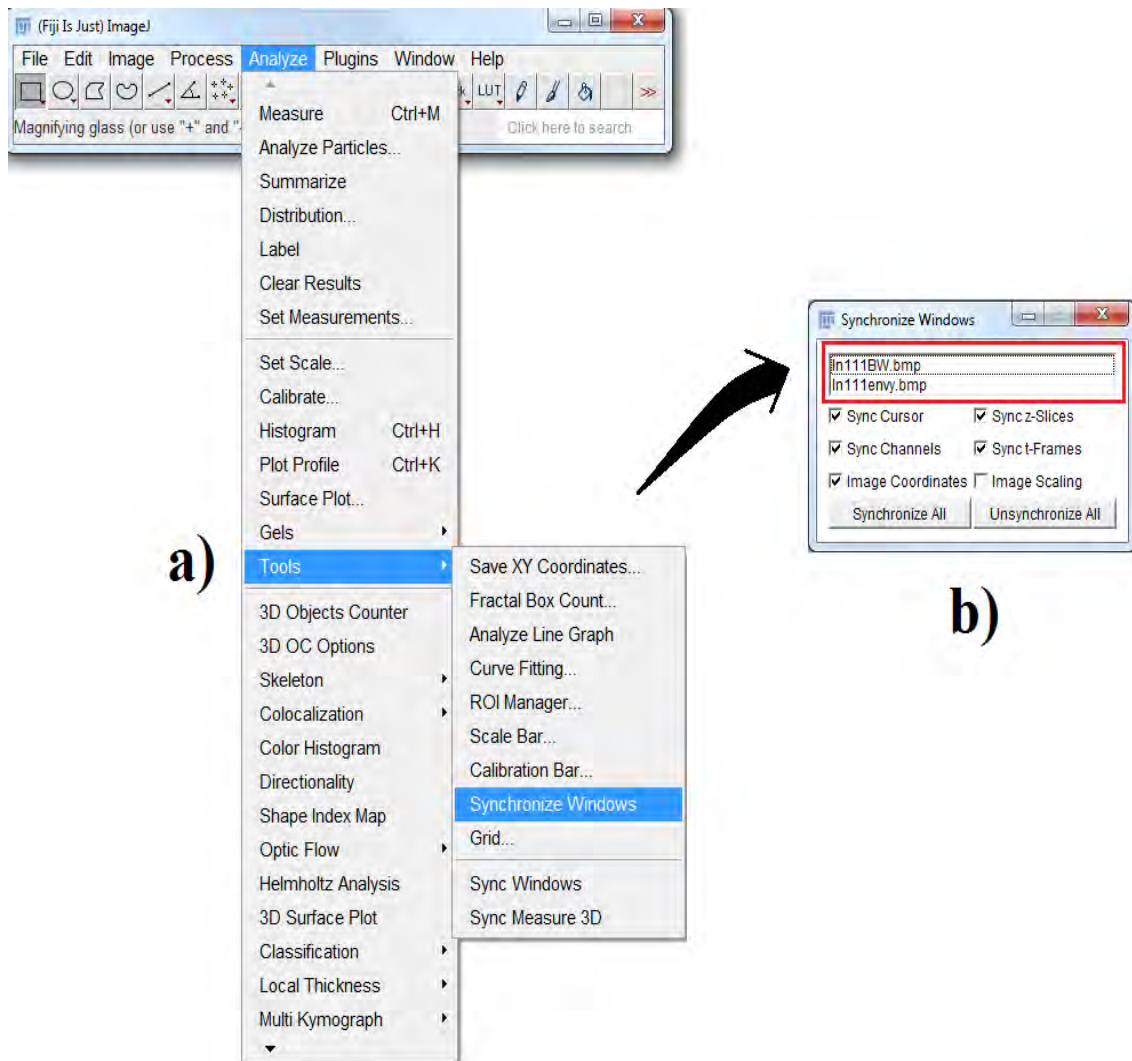 (Fiji Is Just) ImageJ
File Edit Image Process Analyze Plugins Window Help
LUT
Magnifying glass (or use "+" and "-
Click here to search
Measure Ctrl+M
Analyze Particles...
Summarize
Distribution...
Label
Clear Results
Set Measurements...
Set Scale...
Calibrate...
Histogram Ctrl+H
Plot Profile Ctrl+K
Surface Plot...
Gels
Tools
3D Objects Counter
3D OC Options
Skeleton
Colocalization
Color Histogram
Directionality
Shape Index Map
Optic Flow
Helmholtz Analysis
3D Surface Plot
Classification
Local Thickness
Multi Kymograph
Save XY Coordinates...
Fractal Box Count...
Analyze Line Graph
Curve Fitting...
ROI Manager...
Scale Bar...
Calibration Bar...
Synchronize Windows
Grid...
Sync Windows
Sync Measure 3D
a)
Synchronize Windows
In111BW.bmp
In111envy.bmp
Sync Cursor Sync z-Slices
Sync Channels Sync t-Frames
Image Coordinates Image Scaling
Synchronize All Unsynchronize All
b)